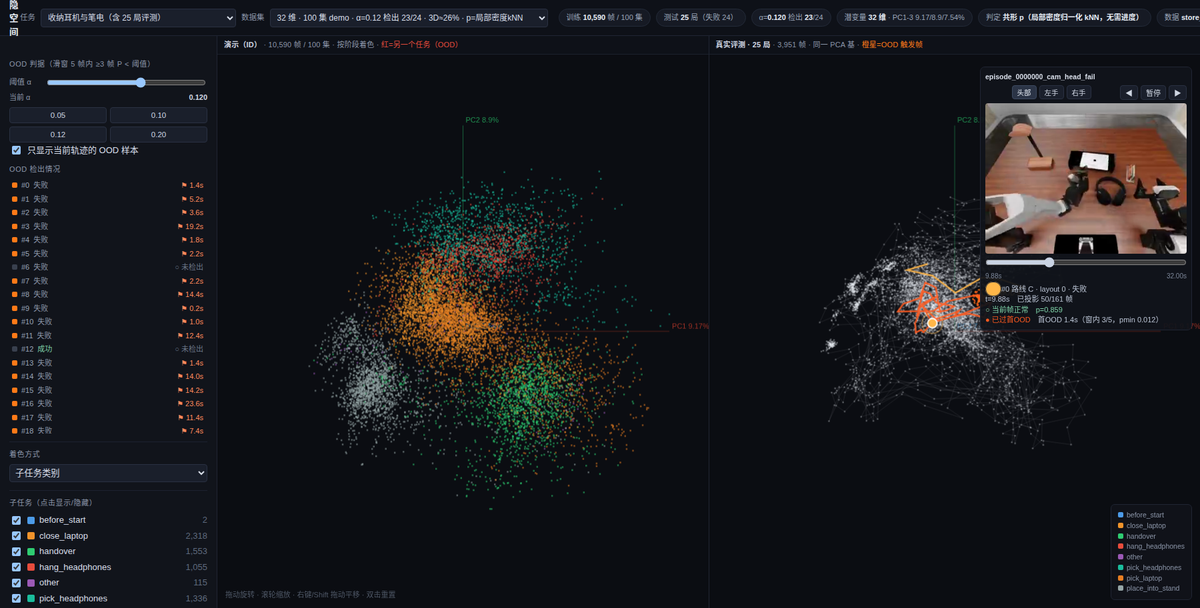 隐
空
间
任务
收纳耳机与笔电（含 25 局评测）
数据集
32 维 · 100 集 demo · α=0.12 检出 23/24 · 3D≈26% · p=局部密度kNN
训练 10,590 帧 / 100 集
测试 25 局（失败 24）
α=0.120 检出 23/24
潜变量 32 维 · PC1-3 9.17/8.9/7.54%
判定 共形 p（局部密度归一化 kNN，无需进度）
数据 store
OOD 判据（滑窗 5 帧内 ≥3 帧 P < 阈值）
阈值 α
当前 α
0.120
0.05
0.10
0.12
0.20
只显示当前轨迹的 OOD 样本
OOD 检出情况
#0 失败 ⚑ 1.4s
#1 失败 ⚑ 5.2s
#2 失败 ⚑ 3.6s
#3 失败 ⚑ 19.2s
#4 失败 ⚑ 1.8s
#5 失败 ⚑ 2.2s
#6 失败 ○ 未检出
#7 失败 ⚑ 2.2s
#8 失败 ⚑ 14.4s
#9 失败 ⚑ 0.2s
#10 失败 ⚑ 1.0s
#11 失败 ⚑ 12.4s
#12 成功 ○ 未检出
#13 失败 ⚑ 1.4s
#14 失败 ⚑ 14.0s
#15 失败 ⚑ 14.2s
#16 失败 ⚑ 23.6s
#17 失败 ⚑ 11.4s
#18 失败 ⚑ 7.4s
着色方式
子任务类别
子任务（点击显示/隐藏）
before_start 2
close_laptop 2,318
handover 1,553
hang_headphones 1,055
other 115
pick_headphones 1,336
演示（ID） · 10,590 帧 / 100 集 · 按阶段着色 · 红=另一个任务（OOD）
PC2 8.9%
PC1 9.17%
拖动旋转 · 滚轮缩放 · 右键/Shift 拖动平移 · 双击重置
真实评测 · 25 局 · 3,951 帧 · 同一 PCA 基 · 橙星=OOD 触发帧
PC2 8.
episode_0000000_cam_head_fail
头部
左手
右手
◀
暂停
▶
9.88s
32.00s
#0 路线 C · layout 0 · 失败
t=9.88s 已投影 50/161 帧
○ 当前帧正常 p=0.859
● 已过首OOD 首OOD 1.4s（窗内 3/5，pmin 0.012）
before_start
close_laptop
handover
hang_headphones
other
pick_headphones
pick_laptop
place_into_stand